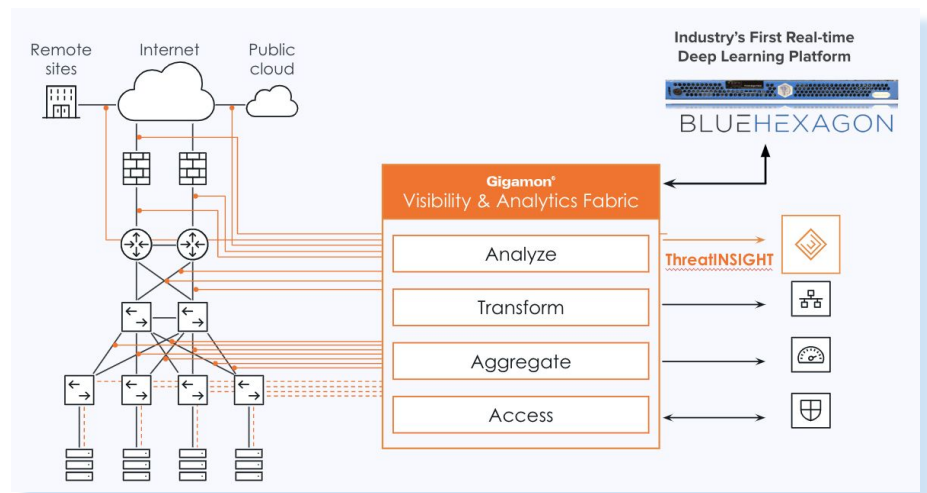 Remote
sites
Internet
Public
cloud
Industry's First Real-time
Deep Learning Platform
BLUEHEXAGON
Gigamon®
Visibility & Analytics Fabric
Analyze
ThreatINSIGHT
Transform
Aggregate
Access